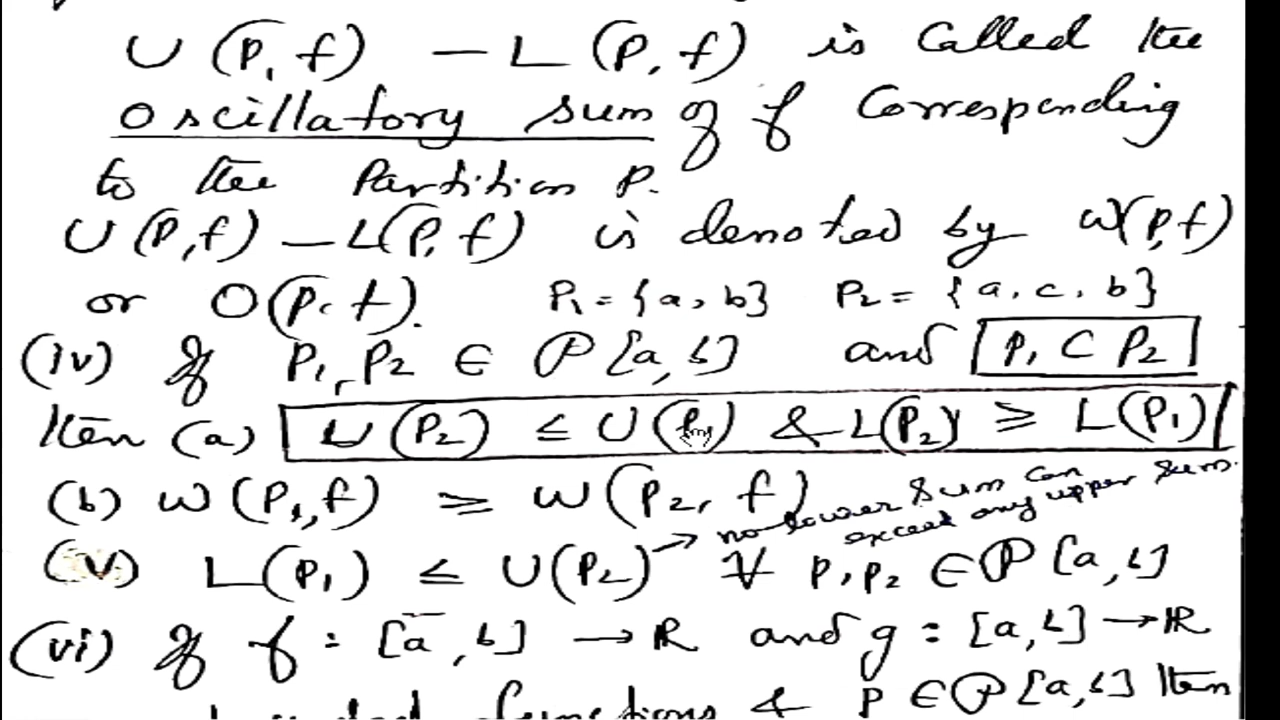 U(P, f) - L(P, f) is called the
oscillatory sum of f corresponding
to the Partition P.
U(P,f) - L(P, f) is denoted by W(P,f)
or O(P, f). P₁ = {a, b} P₂ = {a, c, b}
(iv) If P₁, P₂ ∈ P[a, b] and P₁ ⊂ P₂
then (a) U(P₂) ≤ U(P₁) & L(P₂) ≥ L(P₁)
(b) W(P₁, f) ≥ W(P₂, f)
no lower sum can
exceed any upper sum.
(v) L(P₁) ≤ U(P₂) → ∀ P₁ P₂ ∈ P[a, b]
(vi) If f : [a, b] → ℝ and g : [a, b] → ℝ
functions & P ∈ P[a, b] then